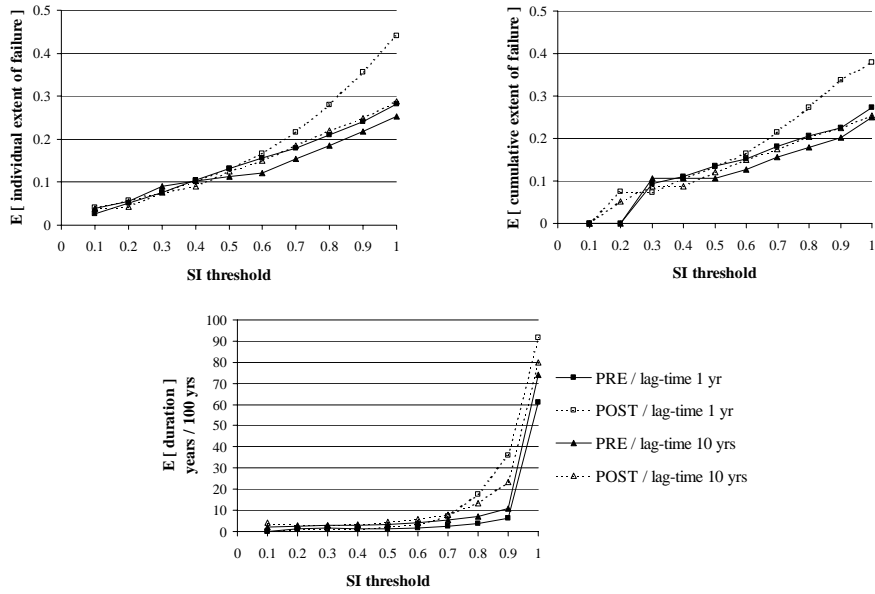 E [ individual extent of failure ]
0.5
0.4
0.3
0.2
0.1
0
0 0.1 0.2 0.3 0.4 0.5 0.6 0.7 0.8 0.9 1
SI threshold
E [ cumulative extent of failure ]
0.5
0.4
0.3
0.2
0.1
0
0 0.1 0.2 0.3 0.4 0.5 0.6 0.7 0.8 0.9 1
SI threshold
E [ duration ]
years / 100 yrs
100
90
80
70
60
50
40
30
20
10
0
0 0.1 0.2 0.3 0.4 0.5 0.6 0.7 0.8 0.9 1
SI threshold
PRE / lag-time 1 yr
POST / lag-time 1 yr
PRE / lag-time 10 yrs
POST / lag-time 10 yrs